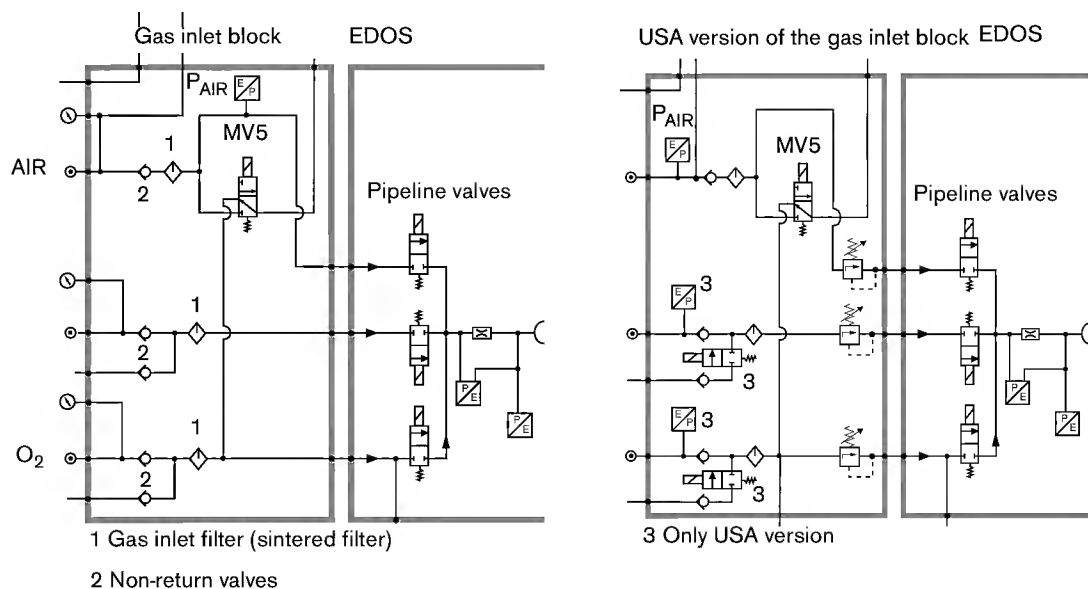 Gas inlet block EDOS
P AIR E P
1 MV5
AIR
2
Pipeline valves
1
2
P E
P E
1
O₂
2
1 Gas inlet filter (sintered filter)
2 Non-return valves
USA version of the gas inlet block EDOS
P AIR
E P
MV5
Pipeline valves
3
E P
3
P E
P E
E P 3
3
3 Only USA version